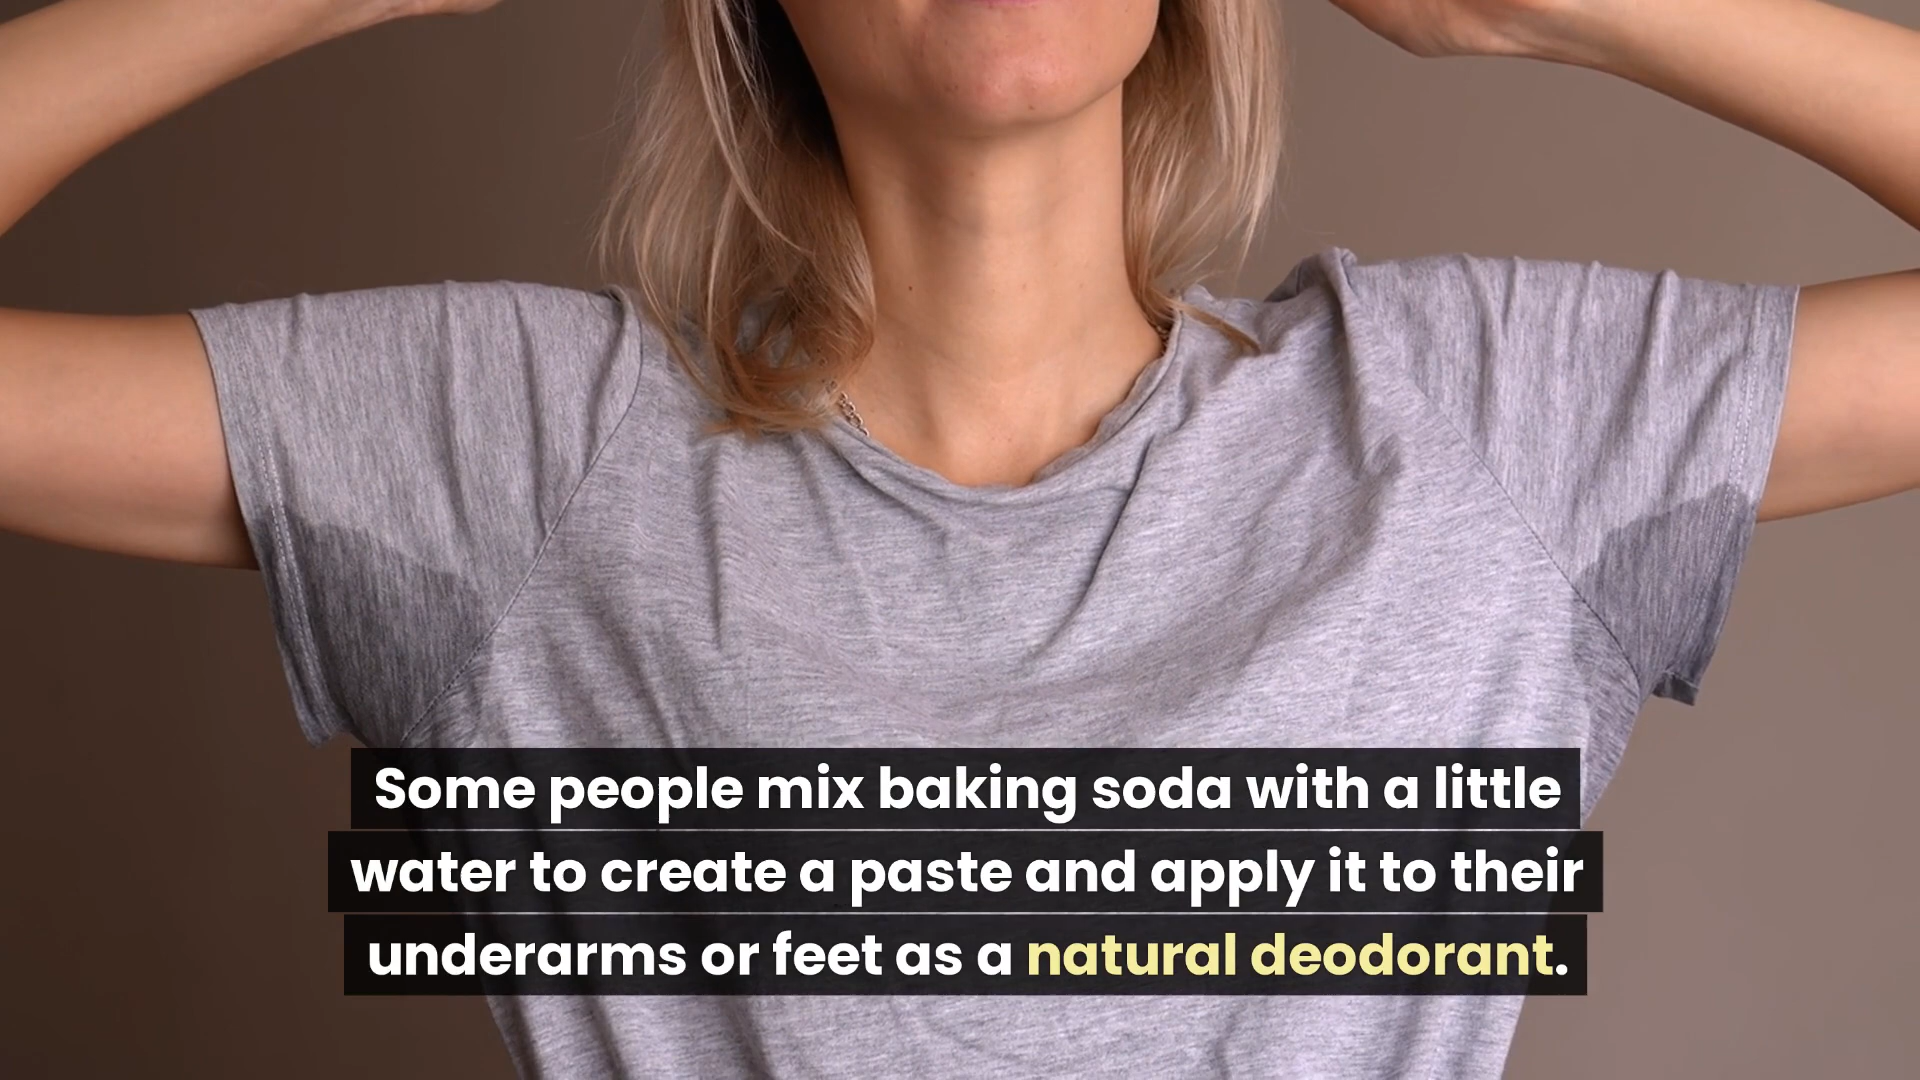 Some people mix baking soda with a little
water to create a paste and apply it to their
underarms or feet as a natural deodorant.